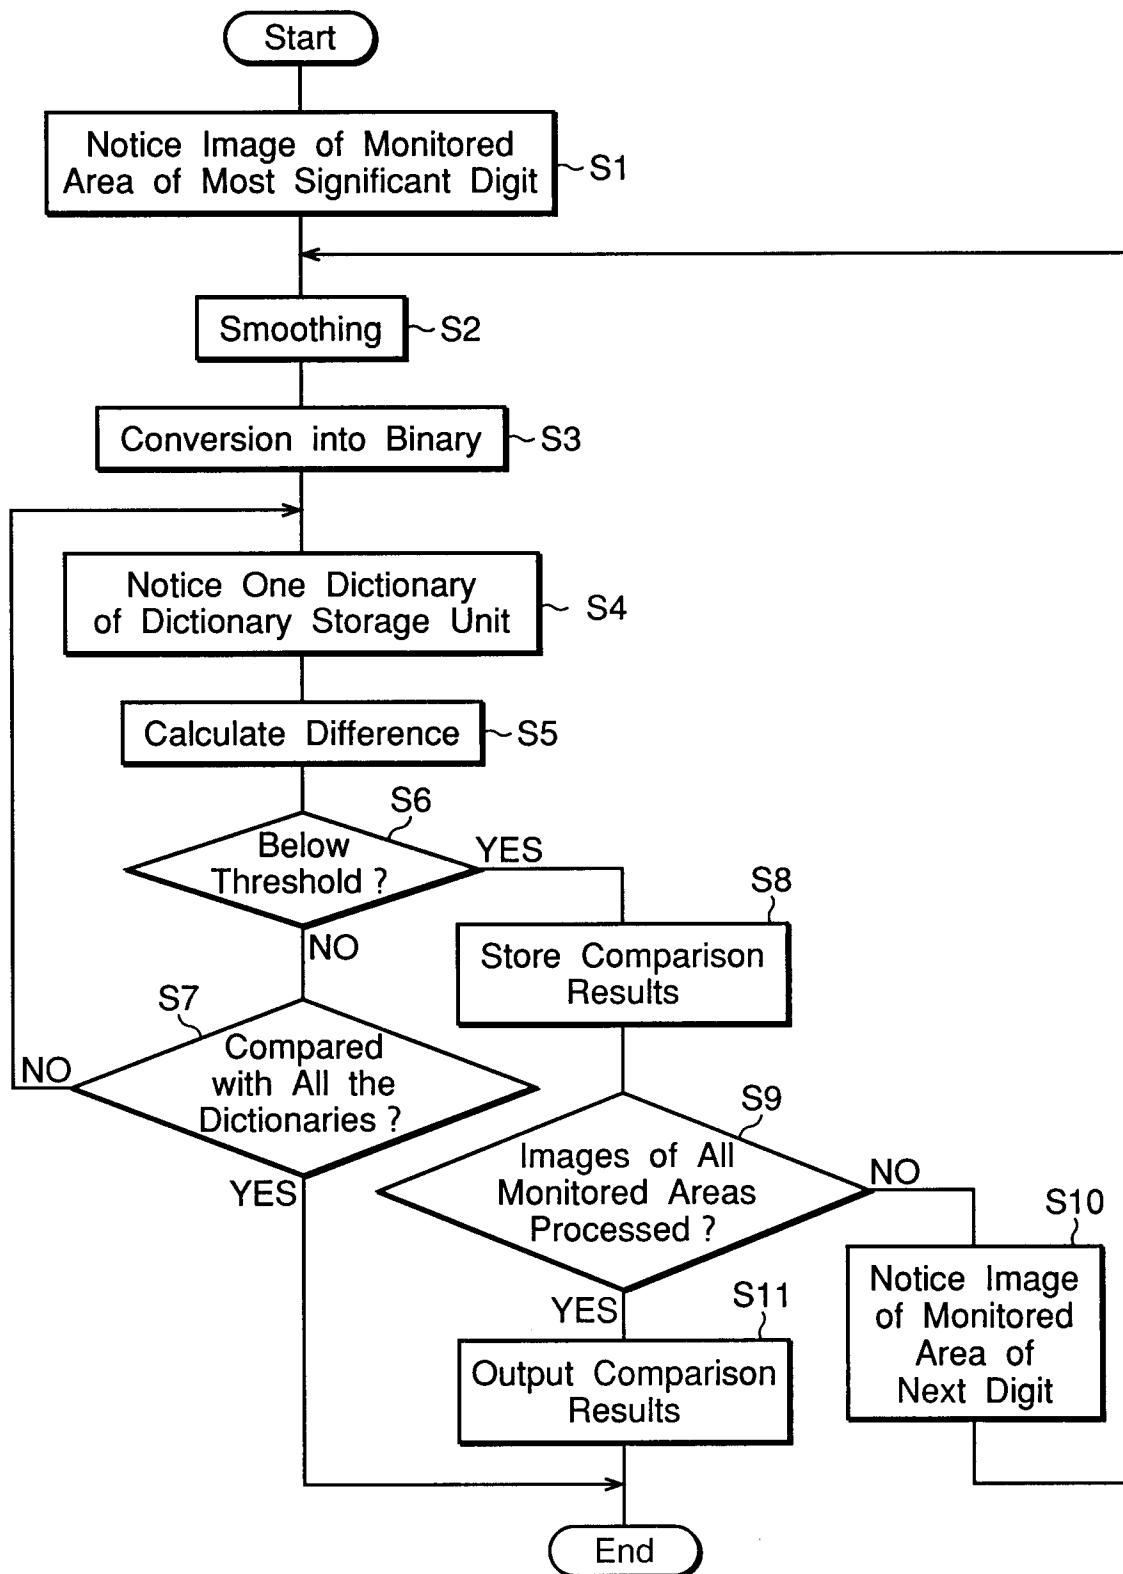 Start
Notice Image of Monitored
Area of Most Significant Digit
S1
Smoothing
S2
Conversion into Binary
S3
Notice One Dictionary
of Dictionary Storage Unit
S4
Calculate Difference
S5
S6
Below
Threshold ?
YES
NO
S8
Store Comparison
Results
S7
Compared
with All the
Dictionaries ?
NO
YES
S9
Images of All
Monitored Areas
Processed ?
NO
YES
S10
Notice Image
of Monitored
Area of
Next Digit
S11
Output Comparison
Results
End